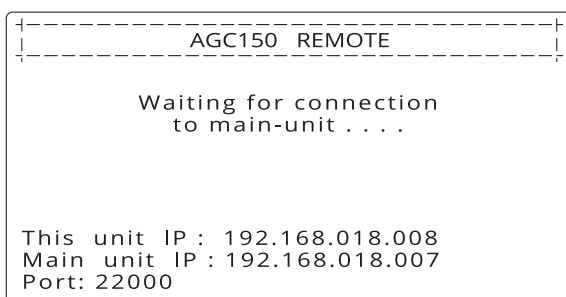 AGC150 REMOTE
Waiting for connection
to main-unit . . . .
This unit IP : 192.168.018.008
Main unit IP : 192.168.018.007
Port: 22000